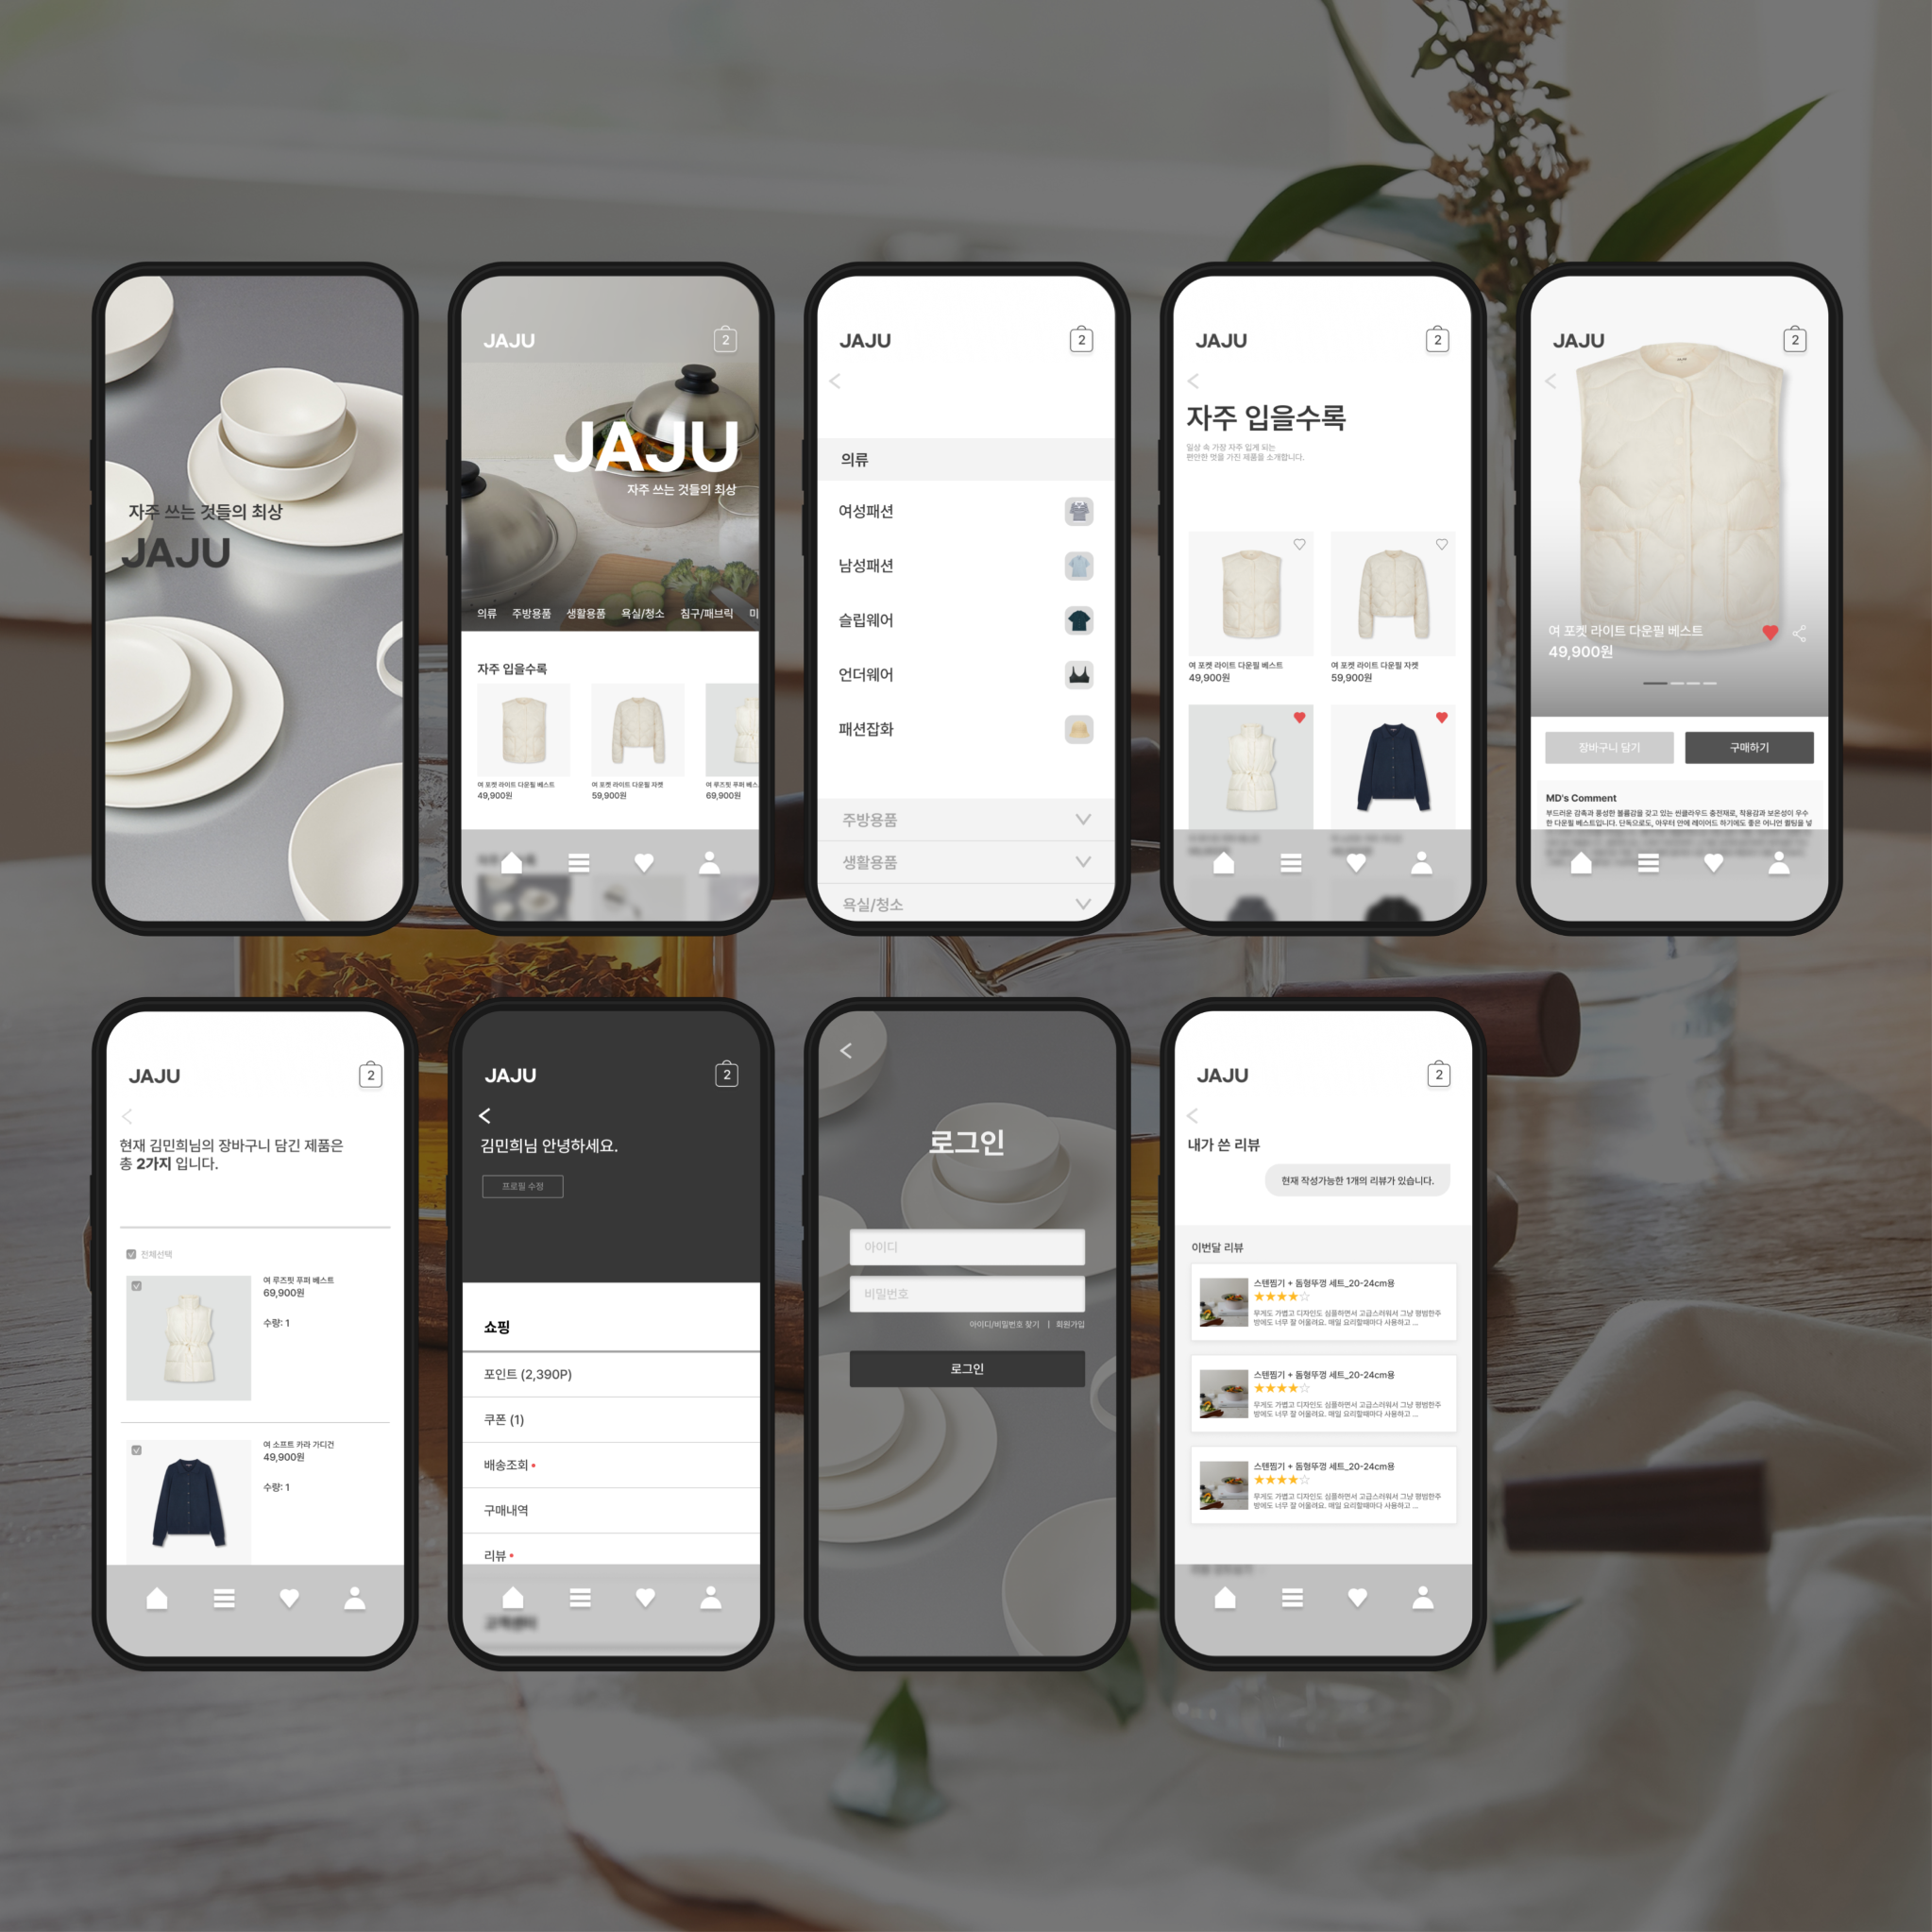 자주 쓰는 것들의 최상
JAJU
JAJU
2
JAJU
자주 쓰는 것들의 최상
의류 주방용품 생활용품 욕실/청소 침구/패브릭 미
자주 입을수록
여 포켓 라이트 다운필 베스트
49,900원
여 포켓 라이트 다운필 자켓
59,900원
여 루즈핏 푸퍼 베스
69,900원
JAJU
2
의류
여성패션
남성패션
슬립웨어
언더웨어
패션잡화
주방용품
생활용품
욕실/청소
JAJU
2
자주 입을수록
일상 속 가장 자주 입게 되는
편안한 멋을 가진 제품을 소개합니다.
여 포켓 라이트 다운필 베스트
49,900원
여 포켓 라이트 다운필 자켓
59,900원
JAJU
2
여 포켓 라이트 다운필 베스트
49,900원
장바구니 담기
구매하기
MD's Comment
부드러운 감촉과 풍성한 볼륨감을 갖고 있는 씬클라우드 충전재로, 착용감과 보온성이 우수
한 다운필 베스트입니다. 단독으로도, 아우터 안에 레이어드 하기에도 좋은 어니언 퀼팅을 넣
JAJU
2
현재 김민희님의 장바구니 담긴 제품은
총 2가지 입니다.
전체선택
여 루즈핏 푸퍼 베스트
69,900원
수량: 1
여 소프트 카라 가디건
49,900원
수량: 1
JAJU
2
김민희님 안녕하세요.
프로필 수정
쇼핑
포인트 (2,390P)
쿠폰 (1)
배송조회
구매내역
리뷰
고객센터
로그인
아이디
비밀번호
아이디/비밀번호 찾기 | 회원가입
로그인
JAJU
2
내가 쓴 리뷰
현재 작성가능한 1개의 리뷰가 있습니다.
이번달 리뷰
스텐찜기 + 돔형뚜껑 세트_20-24cm용
★★★★☆
무게도 가볍고 디자인도 심플하면서 고급스러워서 그냥 평범한주
방에도 너무 잘 어울려요. 매일 요리할때마다 사용하고 ...
스텐찜기 + 돔형뚜껑 세트_20-24cm용
★★★★☆
무게도 가볍고 디자인도 심플하면서 고급스러워서 그냥 평범한주
방에도 너무 잘 어울려요. 매일 요리할때마다 사용하고 ...
스텐찜기 + 돔형뚜껑 세트_20-24cm용
★★★★☆
무게도 가볍고 디자인도 심플하면서 고급스러워서 그냥 평범한주
방에도 너무 잘 어울려요. 매일 요리할때마다 사용하고 ...